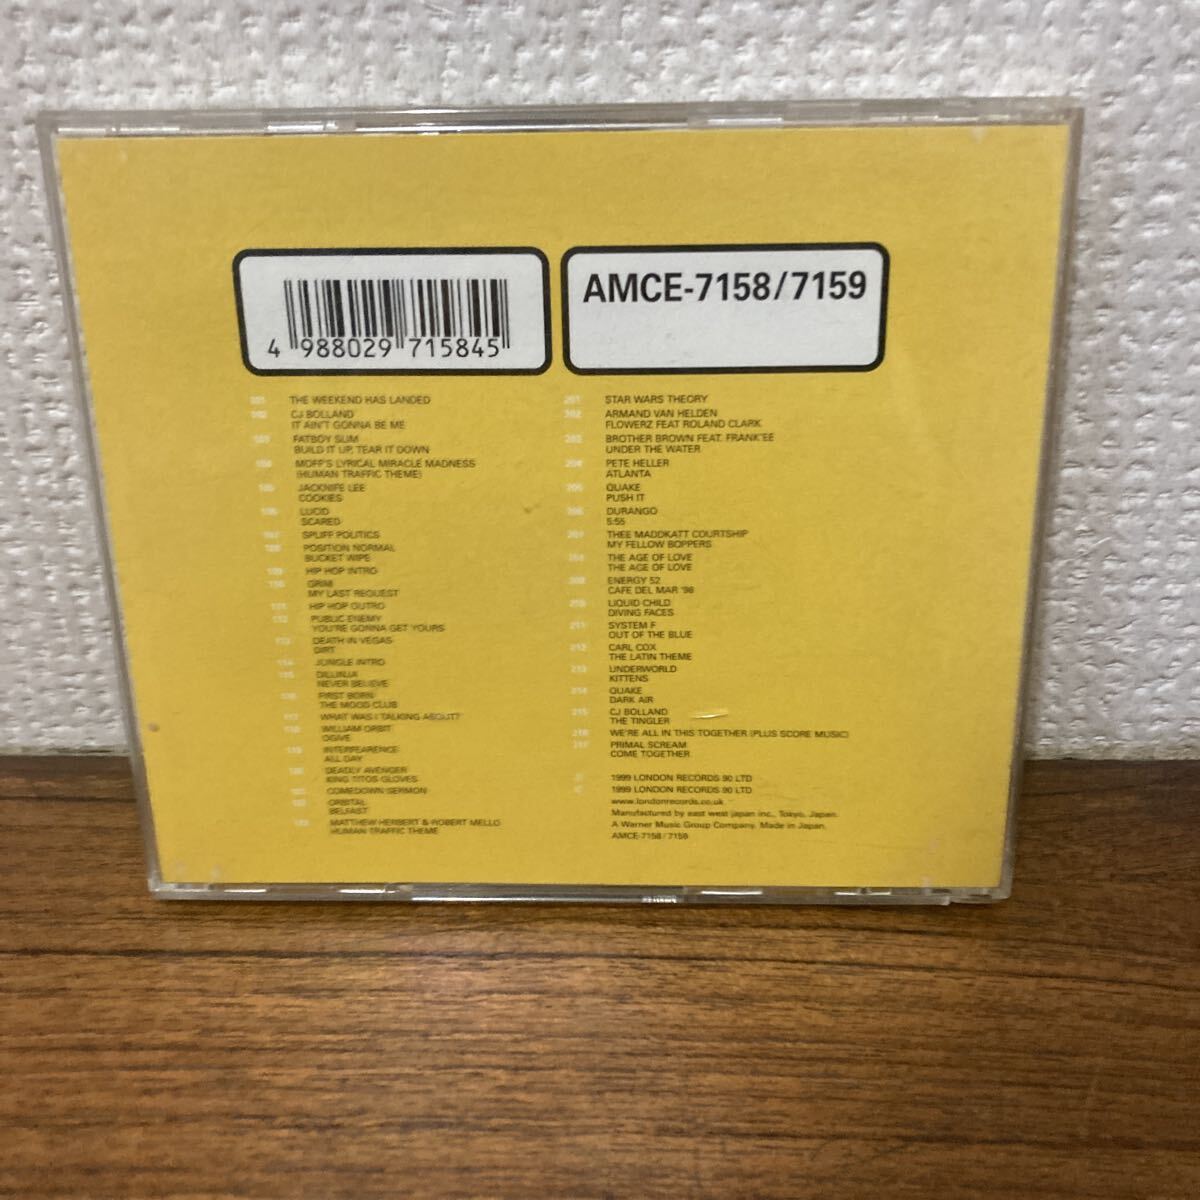 4 988029 715845
AMCE-7158/7159
101 THE WEEKEND HAS LANDED
102 CJ BOLLAND
IT AIN'T GONNA BE ME
103 FATBOY SLIM
BUILD IT UP, TEAR IT DOWN
104 MOFF'S LYRICAL MIRACLE MADNESS
(HUMAN TRAFFIC THEME)
105 JACKNIFE LEE
COOKIES
106 LUCID
SCARED
107 SPLIFF POLITICS
108 POSITION NORMAL
BUCKET WIPE
109 HIP HOP INTRO
110 GRIM
MY LAST REQUEST
111 HIP HOP OUTRO
112 PUBLIC ENEMY
YOU'RE GONNA GET YOURS
113 DEATH IN VEGAS
DIRT
114 JUNGLE INTRO
115 DILLINJA
NEVER BELIEVE
116 FIRST BORN
THE MOOD CLUB
117 WHAT WAS I TALKING ABOUT?
118 WILLIAM ORBIT
OGIVE
119 INTERFEARENCE
ALL DAY
120 DEADLY AVENGER
KING TITOS GLOVES
121 COMEDOWN SERMON
122 ORBITAL
BELFAST
123 MATTHEW HERBERT & ROBERT MELLO
HUMAN TRAFFIC THEME
201 STAR WARS THEORY
202 ARMAND VAN HELDEN
FLOWERZ FEAT ROLAND CLARK
203 BROTHER BROWN FEAT. FRANK'EE
UNDER THE WATER
204 PETE HELLER
ATLANTA
205 QUAKE
PUSH IT
206 DURANGO
5:55
207 THEE MADDKATT COURTSHIP
MY FELLOW BOPPERS
208 THE AGE OF LOVE
THE AGE OF LOVE
209 ENERGY 52
CAFE DEL MAR '98
210 LIQUID CHILD
DIVING FACES
211 SYSTEM F
OUT OF THE BLUE
212 CARL COX
THE LATIN THEME
213 UNDERWORLD
KITTENS
214 QUAKE
DARK AIR
215 CJ BOLLAND
THE TINGLER
216 WE'RE ALL IN THIS TOGETHER (PLUS SCORE MUSIC)
217 PRIMAL SCREAM
COME TOGETHER
℗ 1999 LONDON RECORDS 90 LTD
© 1999 LONDON RECORDS 90 LTD
www.londonrecords.co.uk
Manufactured by east west japan inc., Tokyo, Japan.
A Warner Music Group Company. Made in Japan.
AMCE-7158 / 7159